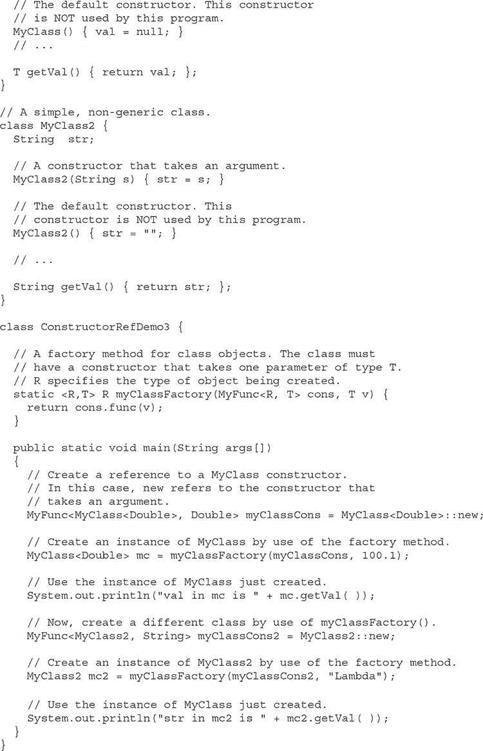 // The default constructor. This constructor
// is NOT used by this program.
MyClass() { val = null; }
// ...
T getVal() { return val; };
}
// A simple, non-generic class.
class MyClass2 {
String str;
// A constructor that takes an argument.
MyClass2(String s) { str = s; }
// The default constructor. This
// constructor is NOT used by this program.
MyClass2() { str = ""; }
// ...
String getVal() { return str; };
}
class ConstructorRefDemo3 {
// A factory method for class objects. The class must
// have a constructor that takes one parameter of type T.
// R specifies the type of object being created.
static <R,T> R myClassFactory(MyFunc<R, T> cons, T v) {
return cons.func(v);
}
public static void main(String args[])
{
// Create a reference to a MyClass constructor.
// In this case, new refers to the constructor that
// takes an argument.
MyFunc<MyClass<Double>, Double> myClassCons = MyClass<Double>::new;
// Create an instance of MyClass by use of the factory method.
MyClass<Double> mc = myClassFactory(myClassCons, 100.1);
// Use the instance of MyClass just created.
System.out.println("val in mc is " + mc.getVal( ));
// Now, create a different class by use of myClassFactory().
MyFunc<MyClass2, String> myClassCons2 = MyClass2::new;
// Create an instance of MyClass2 by use of the factory method.
MyClass2 mc2 = myClassFactory(myClassCons2, "Lambda");
// Use the instance of MyClass just created.
System.out.println("str in mc2 is " + mc2.getVal( ));
}
}